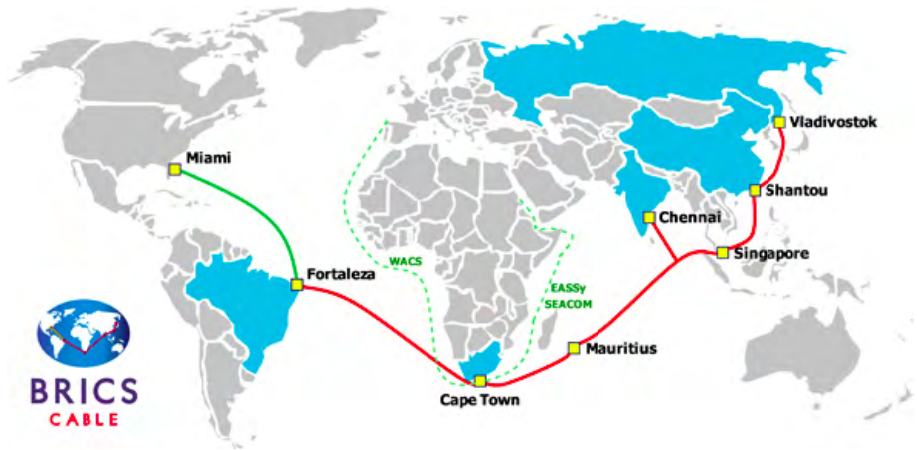 Vladivostok
Miami
Shantou
Chennai
WACS
Singapore
Fortaleza
EASSy
SEACOM
Mauritius
BRICS
CABLE
Cape Town